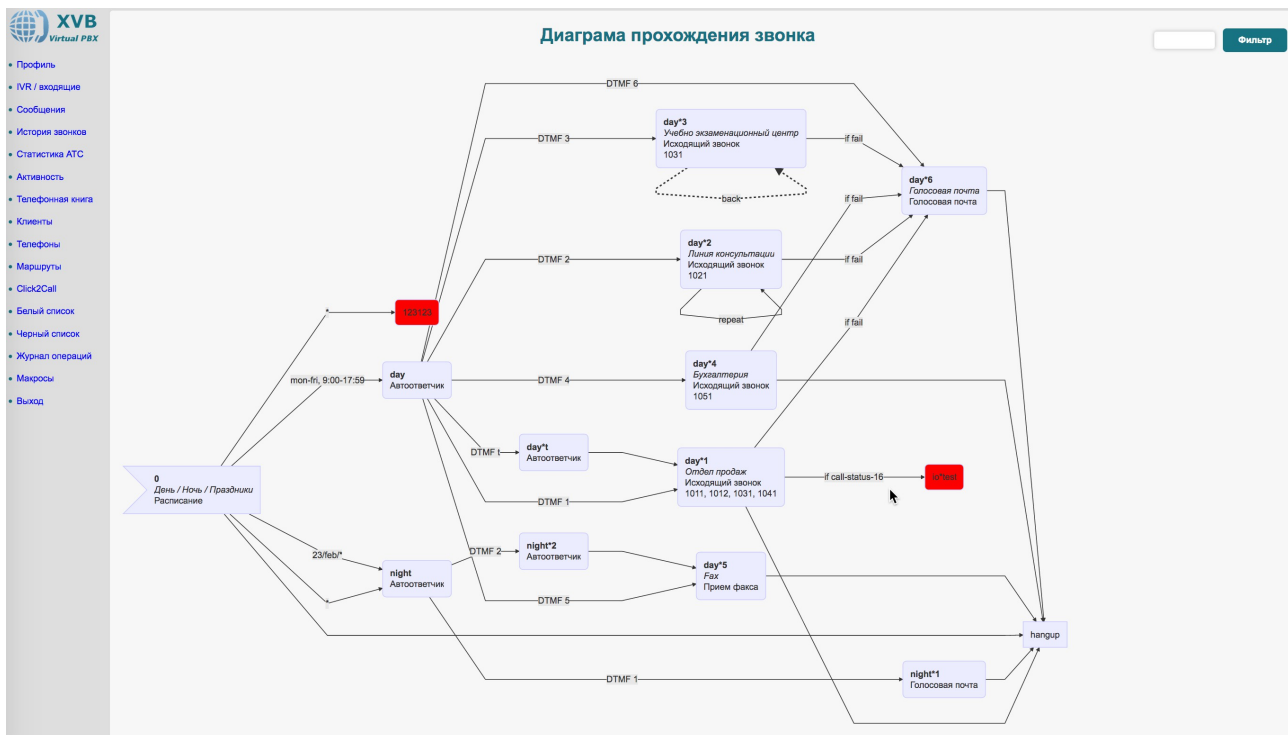 XVB
Virtual PBX
Диаграма прохождения звонка
Фильтр
Профиль
IVR / входящие
Сообщения
История звонков
Статистика АТС
Активность
Телефонная книга
Клиенты
Телефоны
Маршруты
Click2Call
Белый список
Черный список
Журнал операций
Макросы
Выход
DTMF 6
DTMF 3
day*3
Учебно экзаменационный центр
Исходящий звонок
1031
if fail
back
day*6
Голосовая почта
Голосовая почта
if fail
DTMF 2
day*2
Линия консультации
Исходящий звонок
1021
if fail
repeat
if fail
*
123123
mon-fri, 9:00-17:59
day
Автоответчик
DTMF 4
day*4
Бухгалтерия
Исходящий звонок
1051
DTMF t
day*t
Автоответчик
day*1
Отдел продаж
Исходящий звонок
1011, 1012, 1031, 1041
if call-status-16
DTMF 1
0
День / Ночь / Праздники
Расписание
23/feb/*
*
night
Автоответчик
DTMF 2
night*2
Автоответчик
day*5
Fax
Прием факса
DTMF 5
hangup
DTMF 1
night*1
Голосовая почта